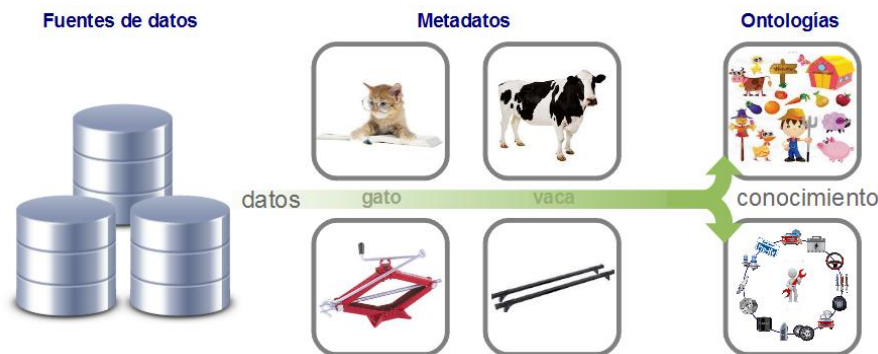 Fuentes de datos
Metadatos
Ontologías
datos
gato
vaca
conocimiento